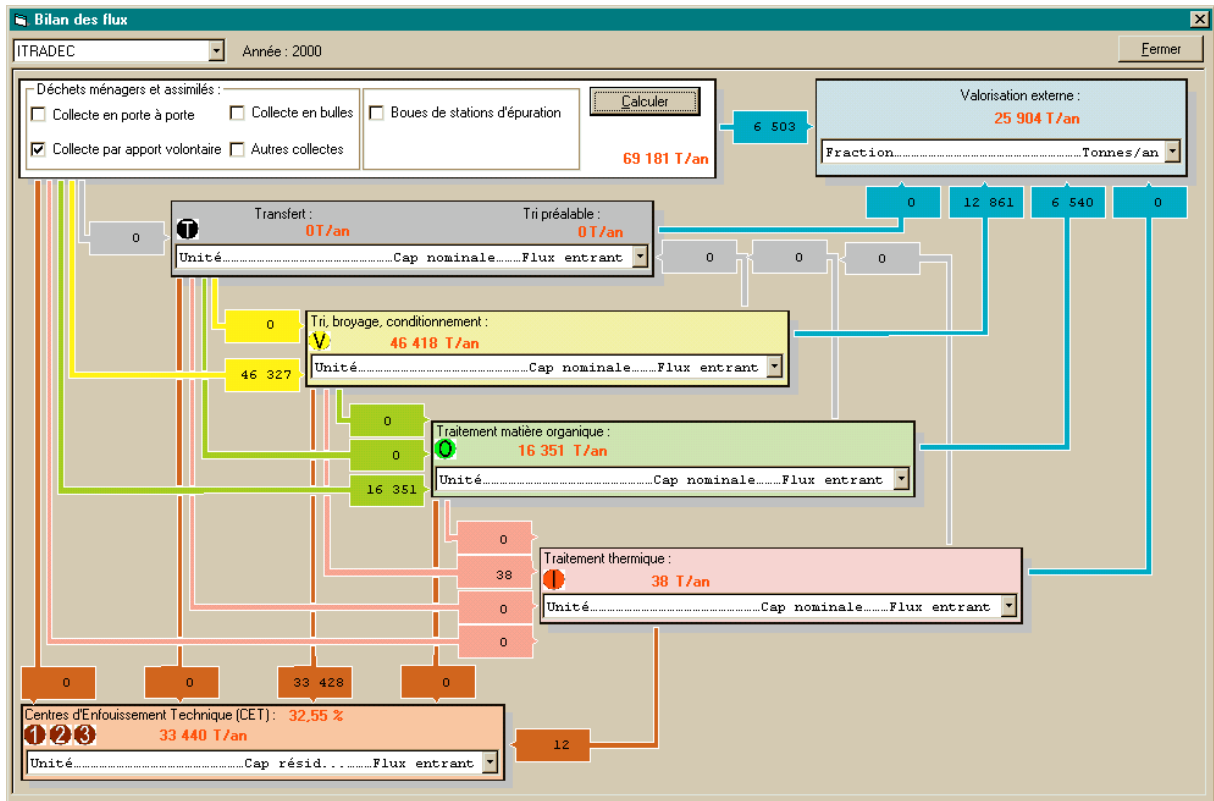 Bilan des flux
ITRADEC Année : 2000 Fermer
Déchets ménagers et assimilés :
Collecte en porte à porte Collecte en bulles Boues de stations d'épuration Calculer
Collecte par apport volontaire Autres collectes
69 181 T/an
6 503
Valorisation externe :
25 904 T/an
Fraction.....Tonnes/an
0 12 861 6 540 0
0
T
Transfert : Tri préalable :
0T/an 0T/an
Unité.....Cap nominale.....Flux entrant
0 0 0
0
46 327
Tri, broyage, conditionnement :
V 46 418 T/an
Unité.....Cap nominale.....Flux entrant
0
0
16 351
Traitement matière organique :
O 16 351 T/an
Unité.....Cap nominale.....Flux entrant
0
38
0
0
Traitement thermique :
I 38 T/an
Unité.....Cap nominale.....Flux entrant
0 0 33 428 0
Centres d'Enfouissement Technique (CET) : 32,55 %
1 2 3 33 440 T/an
Unité.....Cap résid........Flux entrant
12